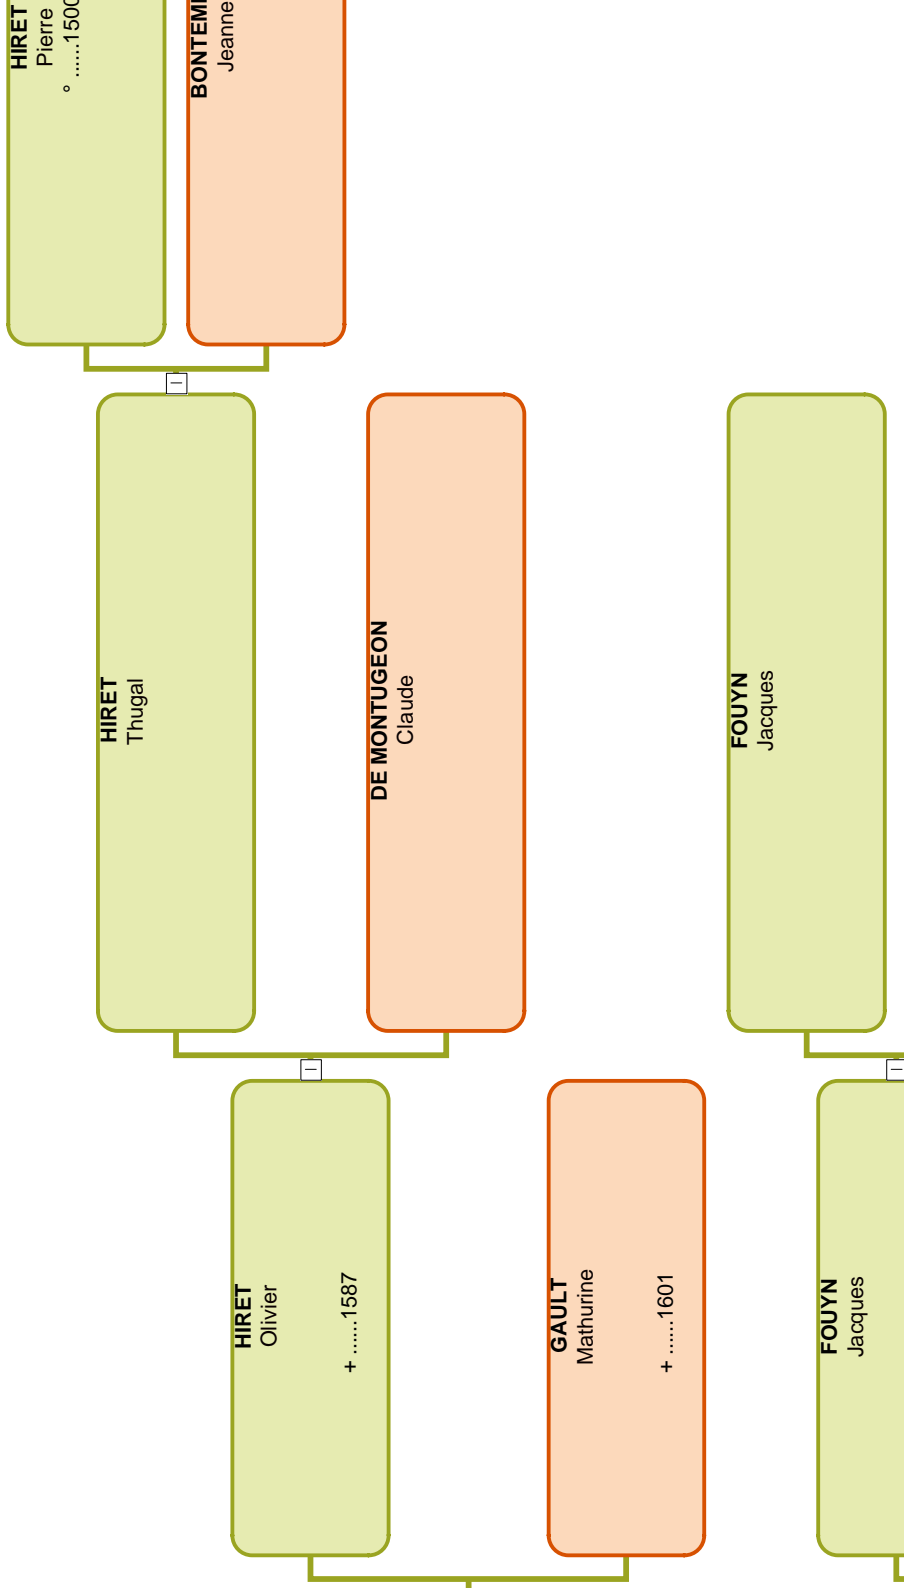 HIRET
Pierre
° ......1500
Jeanne
HIRET
Thugal
DE MONTUGEON
Claude
FOUYN
Jacques
HIRET
Olivier
+ ......1587
GAULT
Mathurine
+ ......1601
FOUYN
Jacques